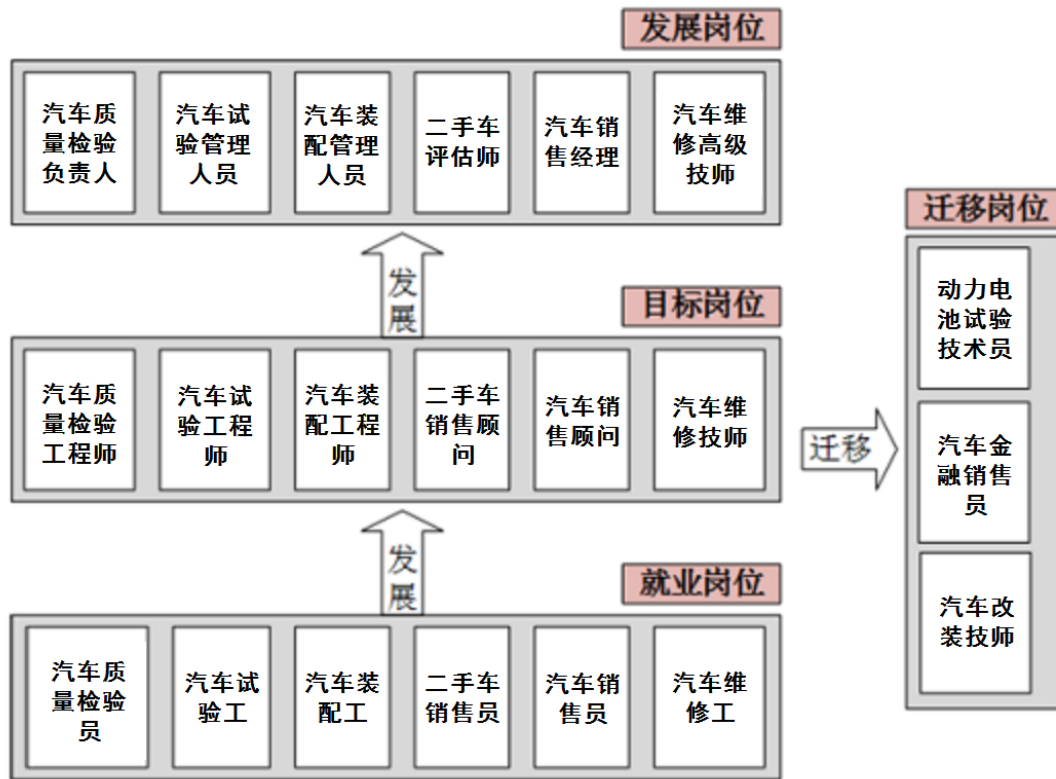 发展岗位
汽车质
量检验
负责人
汽车试
验管理
人员
汽车装
配管理
人员
二手车
评估师
汽车销
售经理
汽车维
修高级
技师
发
展
目标岗位
汽车质
量检验
工程师
汽车试
验工程
师
汽车装
配工程
师
二手车
销售顾
问
汽车销
售顾问
汽车维
修技师
发
展
就业岗位
汽车质
量检验
员
汽车试
验工
汽车装
配工
二手车
销售员
汽车销
售员
汽车维
修工
迁移
迁移岗位
动力电
池试验
技术员
汽车金
融销售
员
汽车改
装技师